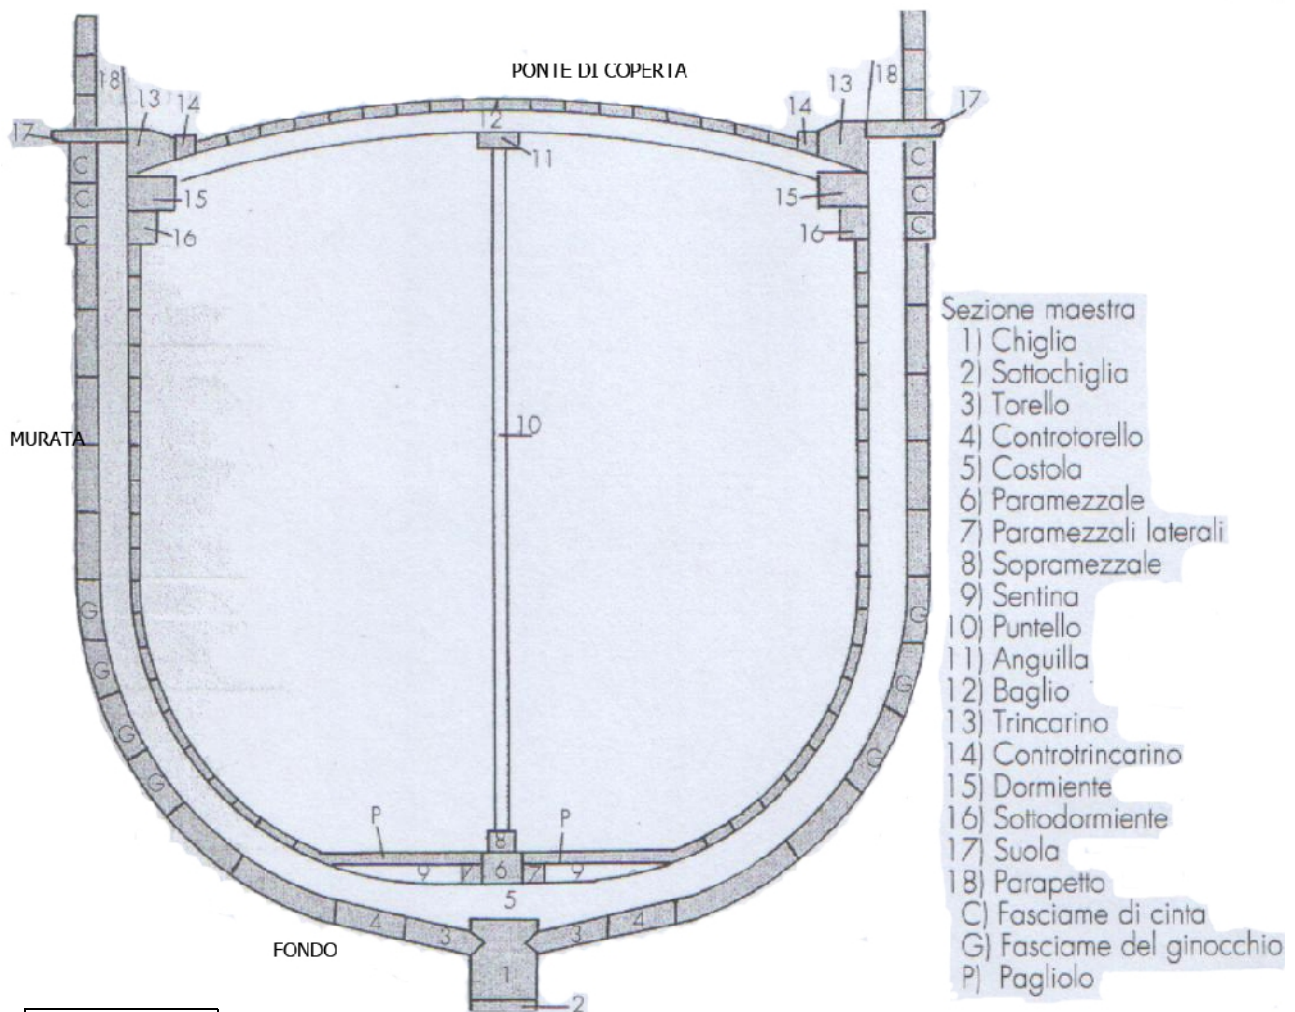 PONTE DI COPERTA
18
13
14
12
14
13
18
17
17
11
C
C
15
15
C
C
16
16
C
C
10
MURATA
G
G
G
G
G
G
C
P
P
8
9
7
6
7
9
5
4
3
3
4
FONDO
1
2
Sezione maestra
1) Chiglia
2) Sottochiglia
3) Torello
4) Controtorello
5) Costola
6) Paramezzale
7) Paramezzali laterali
8) Sopramezzale
9) Sentina
10) Puntello
11) Anguilla
12) Baglio
13) Trincarino
14) Controtrincarino
15) Dormiente
16) Sottodormiente
17) Suola
18) Parapetto
C) Fasciame di cinta
G) Fasciame del ginocchio
P) Pagliolo